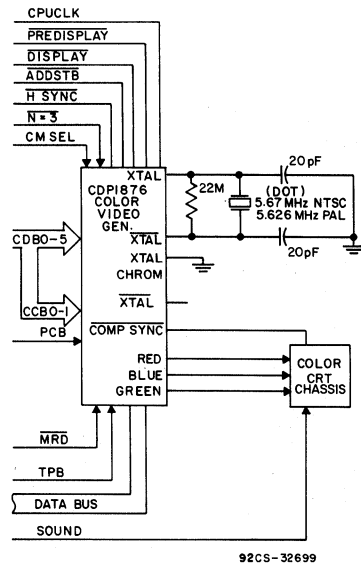 CPUCLK
PREDISPLAY
DISPLAY
ADDSTB
H SYNC
N = 3
CM SEL
XTAL
CDP1876
COLOR
VIDEO
GEN.
XTAL
XTAL
CHROM
XTAL
COMP SYNC
RED
BLUE
GREEN
22M
20pF
(DOT)
5.67 MHz NTSC
5.626 MHz PAL
20pF
CDB0-5
CCB0-1
PCB
COLOR
CRT
CHASSIS
MRD
TPB
DATA BUS
SOUND
92CS-32699